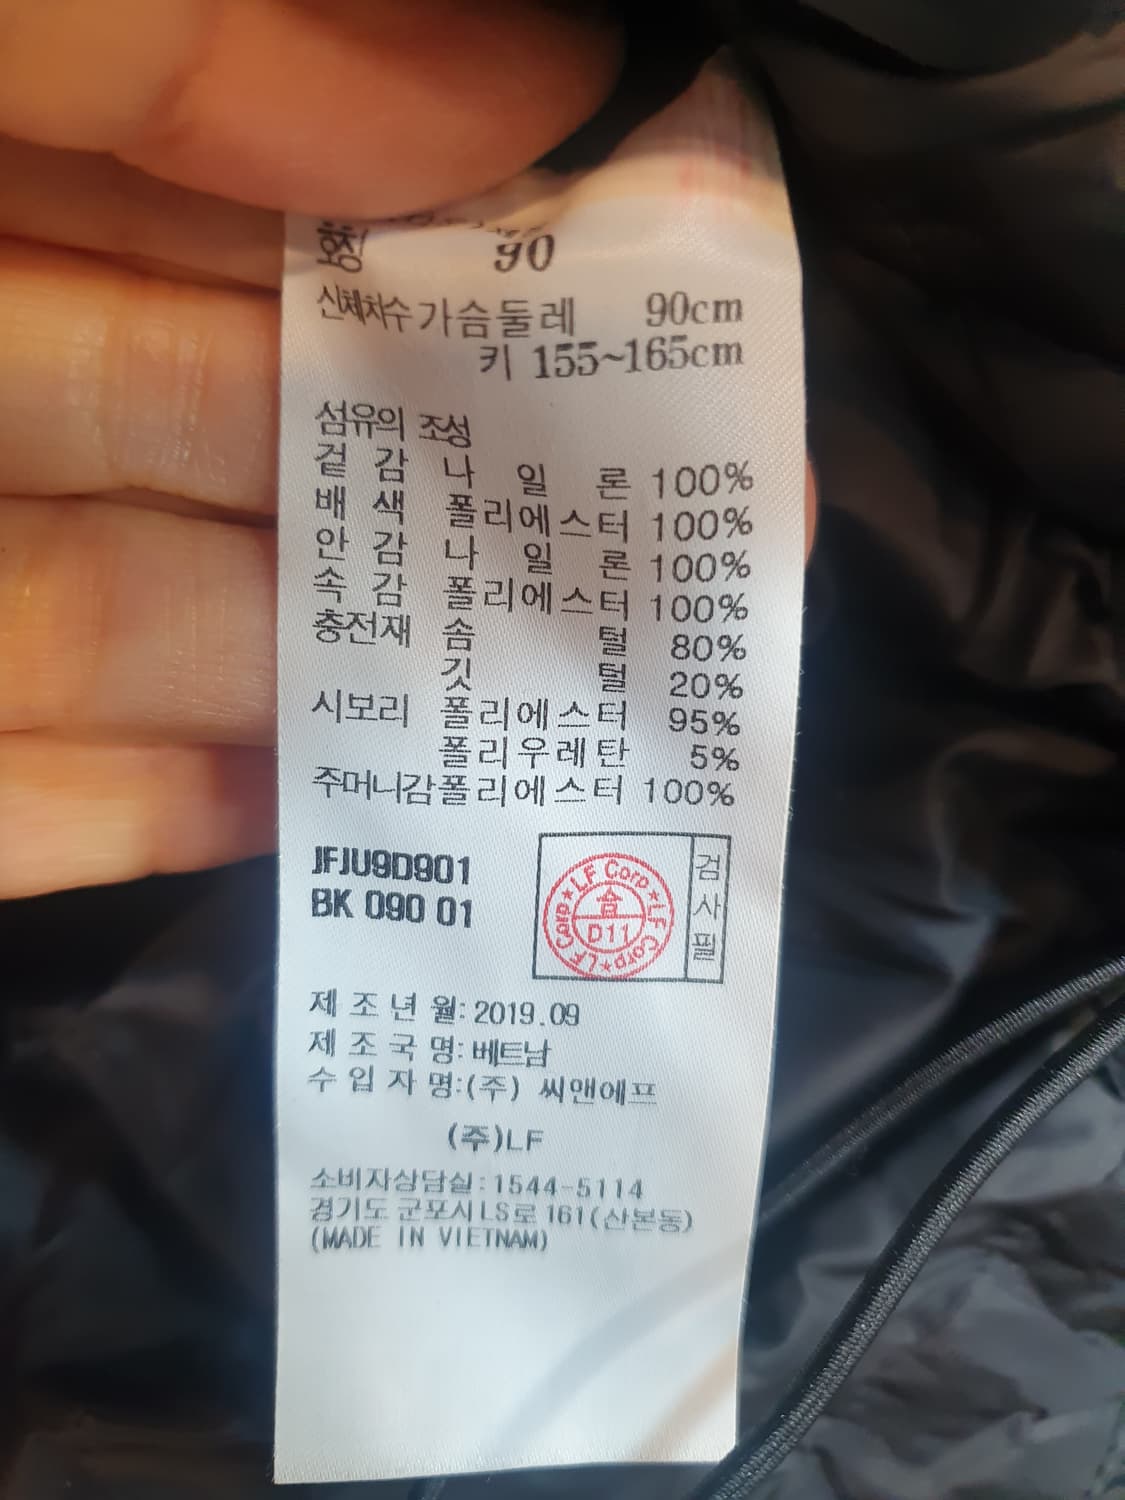 호칭 90
신체치수 가슴둘레 90cm
키 155~165cm
섬유의 조성
겉 감 나 일 론 100%
배 색 폴리에스터 100%
안 감 나 일 론 100%
속 감 폴리에스터 100%
충전재 솜 털 80%
깃 털 20%
시보리 폴리에스터 95%
폴리우레탄 5%
주머니감 폴리에스터 100%
JFJU9D901
BK 090 01
LF Corp★LF Corp★LF Corp★
合
D11
검사필
제 조 년 월: 2019.09
제 조 국 명: 베트남
수 입 자 명:(주) 씨앤에프
(주)LF
소비자상담실:1544-5114
경기도 군포시 LS로 161(산본동)
(MADE IN VIETNAM)